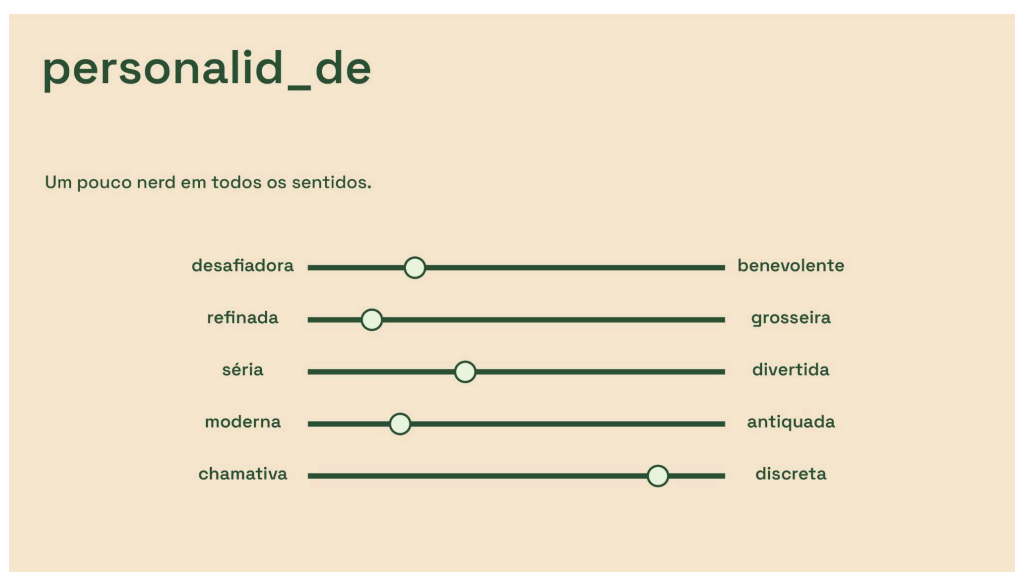 personalid_de
Um pouco nerd em todos os sentidos.
desafiadora benevolente
refinada grosseira
séria divertida
moderna antiquada
chamativa discreta